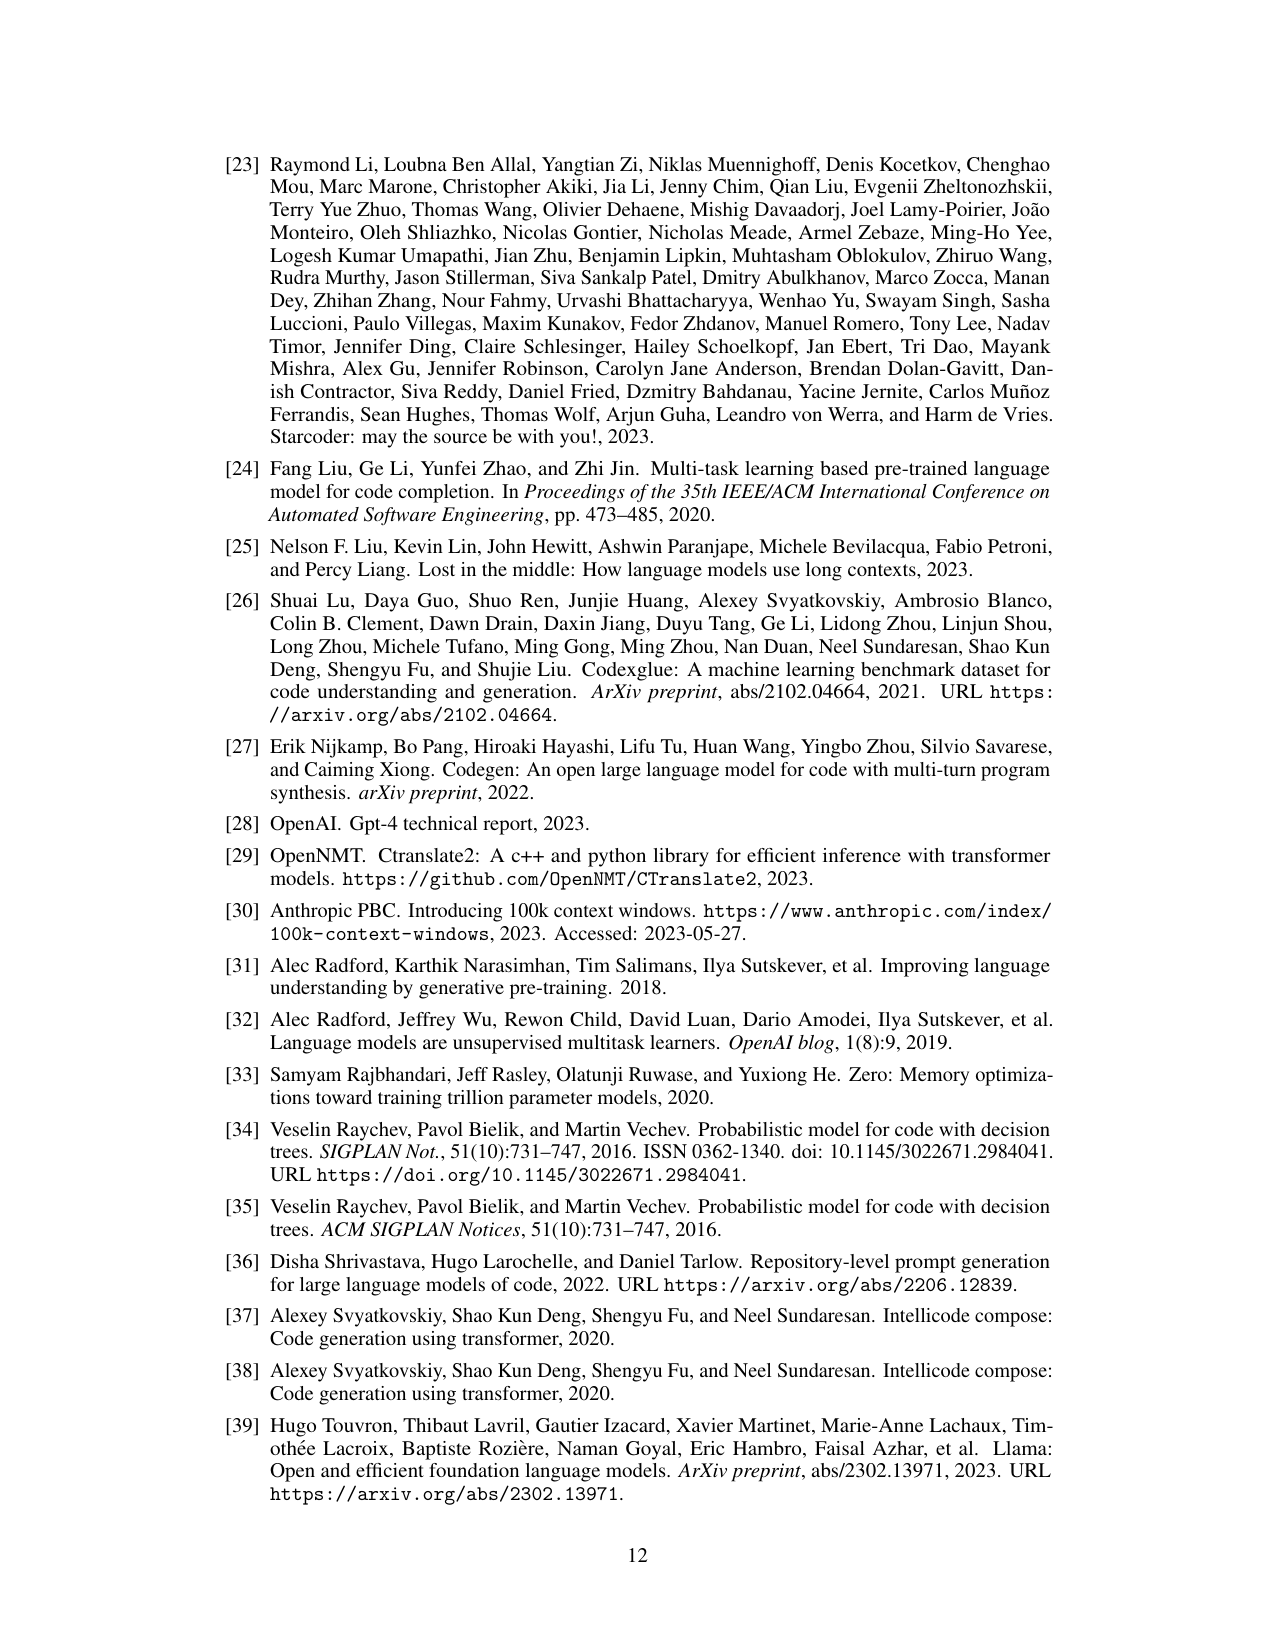 [23] Raymond Li, Loubna Ben Allal, Yangtian Zi, Niklas Muennighoff, Denis Kocetkov, Chenghao
Mou, Marc Marone, Christopher Akiki, Jia Li, Jenny Chim, Qian Liu, Evgenii Zheltonozhskii,
Terry Yue Zhuo, Thomas Wang, Olivier Dehaene, Mishig Davaadorj, Joel Lamy-Poirier, João
Monteiro, Oleh Shliazhko, Nicolas Gontier, Nicholas Meade, Armel Zebaze, Ming-Ho Yee,
Logesh Kumar Umapathi, Jian Zhu, Benjamin Lipkin, Muhtasham Oblokulov, Zhiruo Wang,
Rudra Murthy, Jason Stillerman, Siva Sankalp Patel, Dmitry Abulkhanov, Marco Zocca, Manan
Dey, Zhihan Zhang, Nour Fahmy, Urvashi Bhattacharyya, Wenhao Yu, Swayam Singh, Sasha
Luccioni, Paulo Villegas, Maxim Kunakov, Fedor Zhdanov, Manuel Romero, Tony Lee, Nadav
Timor, Jennifer Ding, Claire Schlesinger, Hailey Schoelkopf, Jan Ebert, Tri Dao, Mayank
Mishra, Alex Gu, Jennifer Robinson, Carolyn Jane Anderson, Brendan Dolan-Gavitt, Dan-
ish Contractor, Siva Reddy, Daniel Fried, Dzmitry Bahdanau, Yacine Jernite, Carlos Muñoz
Ferrandis, Sean Hughes, Thomas Wolf, Arjun Guha, Leandro von Werra, and Harm de Vries.
Starcoder: may the source be with you!, 2023.
[24] Fang Liu, Ge Li, Yunfei Zhao, and Zhi Jin. Multi-task learning based pre-trained language
model for code completion. In Proceedings of the 35th IEEE/ACM International Conference on
Automated Software Engineering, pp. 473–485, 2020.
[25] Nelson F. Liu, Kevin Lin, John Hewitt, Ashwin Paranjape, Michele Bevilacqua, Fabio Petroni,
and Percy Liang. Lost in the middle: How language models use long contexts, 2023.
[26] Shuai Lu, Daya Guo, Shuo Ren, Junjie Huang, Alexey Svyatkovskiy, Ambrosio Blanco,
Colin B. Clement, Dawn Drain, Daxin Jiang, Duyu Tang, Ge Li, Lidong Zhou, Linjun Shou,
Long Zhou, Michele Tufano, Ming Gong, Ming Zhou, Nan Duan, Neel Sundaresan, Shao Kun
Deng, Shengyu Fu, and Shujie Liu. Codexglue: A machine learning benchmark dataset for
code understanding and generation. ArXiv preprint, abs/2102.04664, 2021. URL https:
//arxiv.org/abs/2102.04664.
[27] Erik Nijkamp, Bo Pang, Hiroaki Hayashi, Lifu Tu, Huan Wang, Yingbo Zhou, Silvio Savarese,
and Caiming Xiong. Codegen: An open large language model for code with multi-turn program
synthesis. arXiv preprint, 2022.
[28] OpenAI. Gpt-4 technical report, 2023.
[29] OpenNMT. Ctranslate2: A c++ and python library for efficient inference with transformer
models. https://github.com/OpenNMT/CTranslate2, 2023.
[30] Anthropic PBC. Introducing 100k context windows. https://www.anthropic.com/index/
100k-context-windows, 2023. Accessed: 2023-05-27.
[31] Alec Radford, Karthik Narasimhan, Tim Salimans, Ilya Sutskever, et al. Improving language
understanding by generative pre-training. 2018.
[32] Alec Radford, Jeffrey Wu, Rewon Child, David Luan, Dario Amodei, Ilya Sutskever, et al.
Language models are unsupervised multitask learners. OpenAI blog, 1(8):9, 2019.
[33] Samyam Rajbhandari, Jeff Rasley, Olatunji Ruwase, and Yuxiong He. Zero: Memory optimiza-
tions toward training trillion parameter models, 2020.
[34] Veselin Raychev, Pavol Bielik, and Martin Vechev. Probabilistic model for code with decision
trees. SIGPLAN Not., 51(10):731–747, 2016. ISSN 0362-1340. doi: 10.1145/3022671.2984041.
URL https://doi.org/10.1145/3022671.2984041.
[35] Veselin Raychev, Pavol Bielik, and Martin Vechev. Probabilistic model for code with decision
trees. ACM SIGPLAN Notices, 51(10):731–747, 2016.
[36] Disha Shrivastava, Hugo Larochelle, and Daniel Tarlow. Repository-level prompt generation
for large language models of code, 2022. URL https://arxiv.org/abs/2206.12839.
[37] Alexey Svyatkovskiy, Shao Kun Deng, Shengyu Fu, and Neel Sundaresan. Intellicode compose:
Code generation using transformer, 2020.
[38] Alexey Svyatkovskiy, Shao Kun Deng, Shengyu Fu, and Neel Sundaresan. Intellicode compose:
Code generation using transformer, 2020.
[39] Hugo Touvron, Thibaut Lavril, Gautier Izacard, Xavier Martinet, Marie-Anne Lachaux, Tim-
othée Lacroix, Baptiste Rozière, Naman Goyal, Eric Hambro, Faisal Azhar, et al. Llama:
Open and efficient foundation language models. ArXiv preprint, abs/2302.13971, 2023. URL
https://arxiv.org/abs/2302.13971.
12